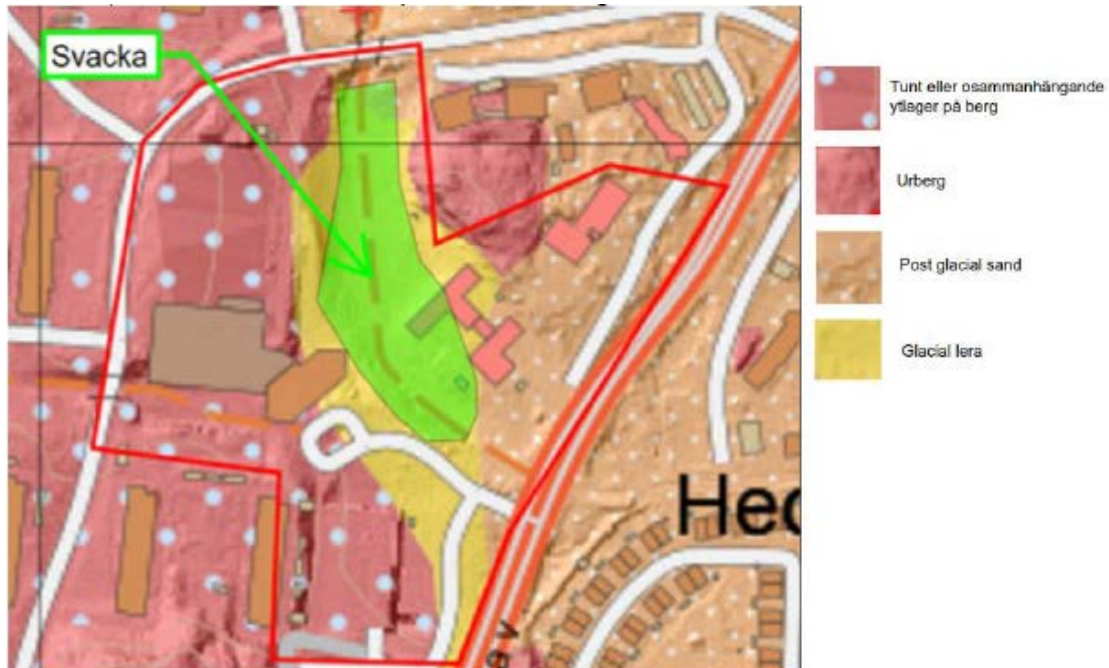 Svacka
Tunt eller osammanhängande
ytlager på berg
Urberg
Post glacial sand
Glacial lera
Hed